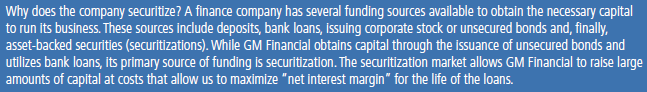 Why does the company securitize? A finance company has several funding sources available to obtain the necessary capital
to run its business. These sources include deposits, bank loans, issuing corporate stock or unsecured bonds and, finally,
asset-backed securities (securitizations). While GM Financial obtains capital through the issuance of unsecured bonds and
utilizes bank loans, its primary source of funding is securitization. The securitization market allows GM Financial to raise large
amounts of capital at costs that allow us to maximize “net interest margin” for the life of the loans.